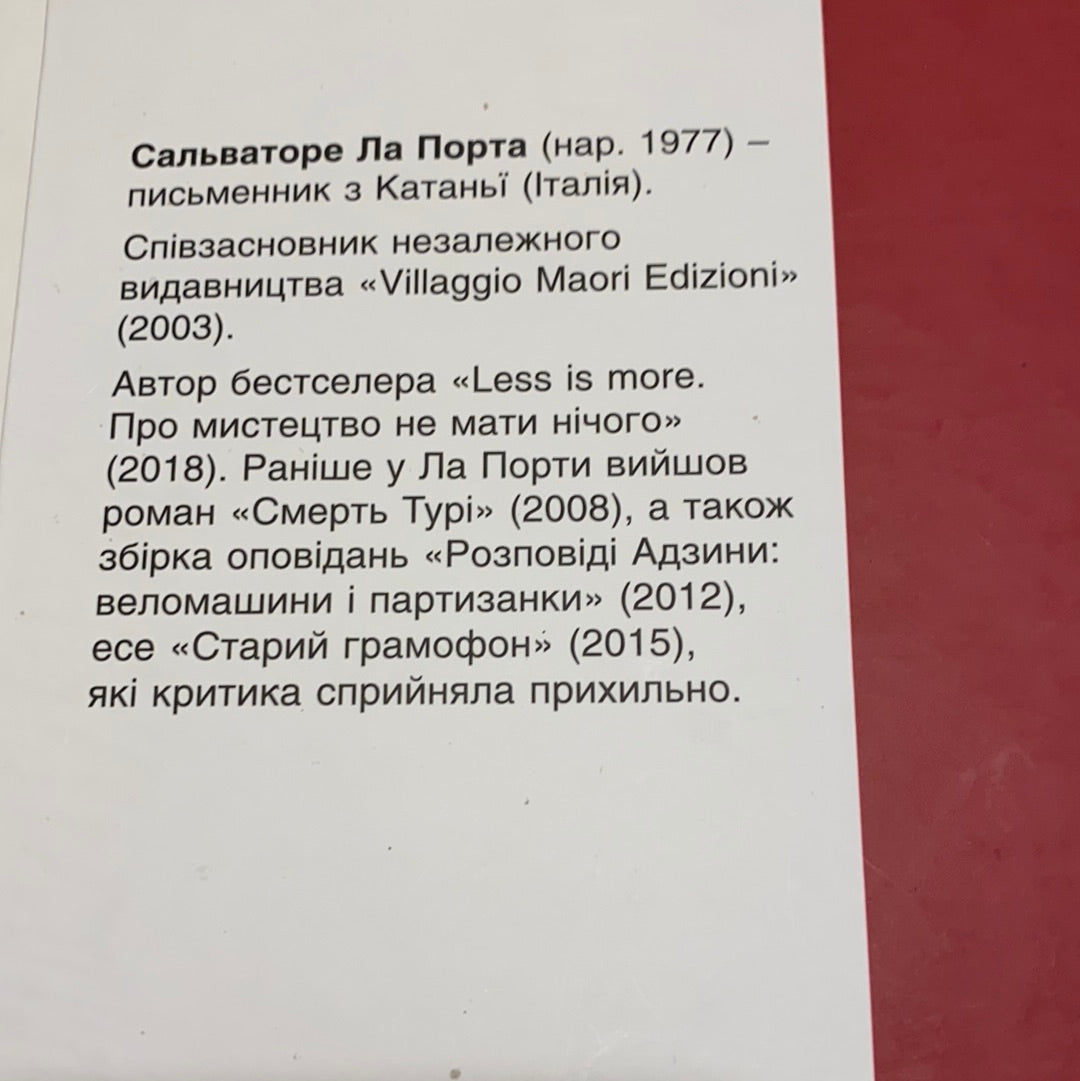 Сальваторе Ла Порта (нар. 1977) –
письменник з Катаньї (Італія).
Співзасновник незалежного
видавництва «Villaggio Maori Edizioni»
(2003).
Автор бестселера «Less is more.
Про мистецтво не мати нічого»
(2018). Раніше у Ла Порти вийшов
роман «Смерть Турі» (2008), а також
збірка оповідань «Розповіді Адзини:
веломашини і партизанки» (2012),
есе «Старий грамофон» (2015),
які критика сприйняла прихильно.